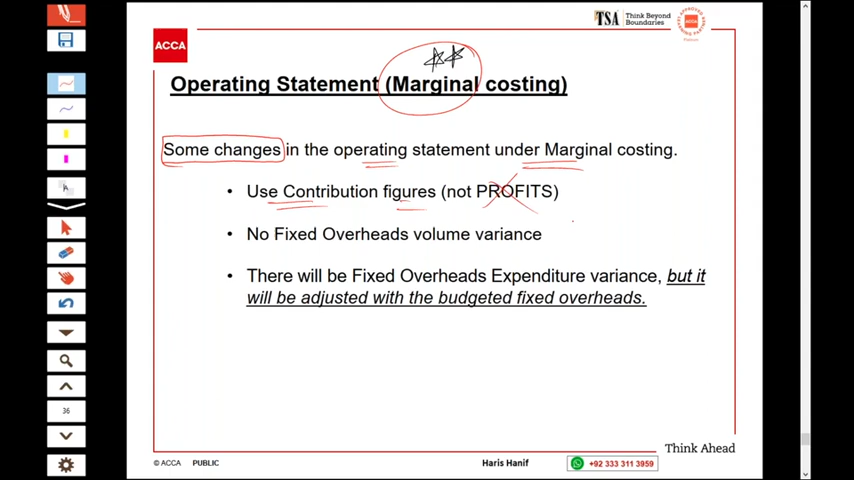 TSA Think Beyond Boundaries
ACCA
Operating Statement (Marginal costing)
Some changes in the operating statement under Marginal costing.
• Use Contribution figures (not PROFITS)
• No Fixed Overheads volume variance
• There will be Fixed Overheads Expenditure variance, but it
will be adjusted with the budgeted fixed overheads.
36
Think Ahead
© ACCA PUBLIC
Haris Hanif
+92 333 311 3959